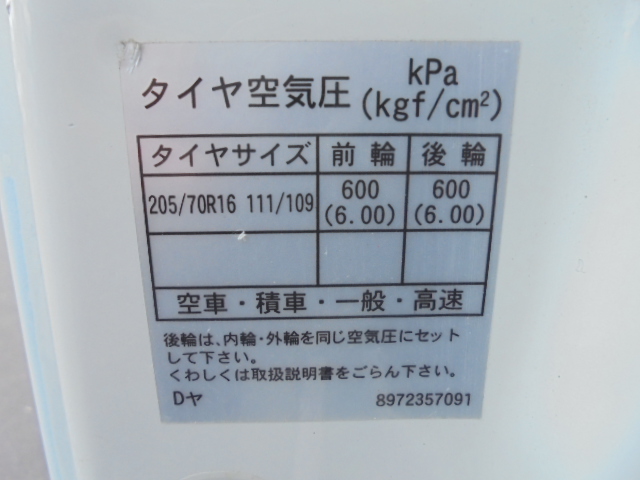 タイヤ空気圧 kPa
(kgf/cm²)
タイヤサイズ 前輪 後輪
205/70R16 111/109 600 600
(6.00) (6.00)
空車・積車・一般・高速
後輪は、内輪・外輪を同じ空気圧にセット
して下さい。
くわしくは取扱説明書をごらん下さい。
Dヤ 8972357091